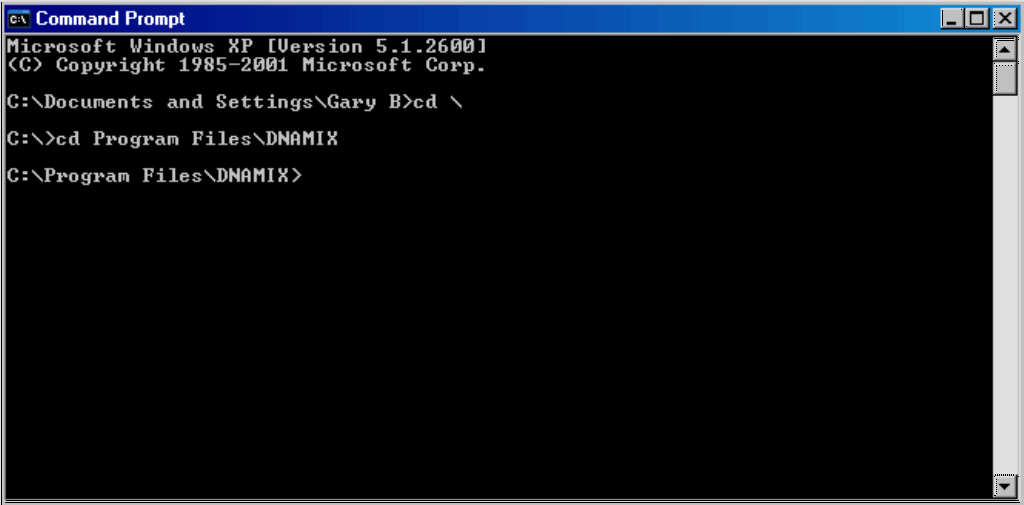 Command Prompt
Microsoft Windows XP [Version 5.1.2600]
(C) Copyright 1985-2001 Microsoft Corp.
C:\Documents and Settings\Gary B>cd \
C:\>cd Program Files\DNAMIX
C:\Program Files\DNAMIX>